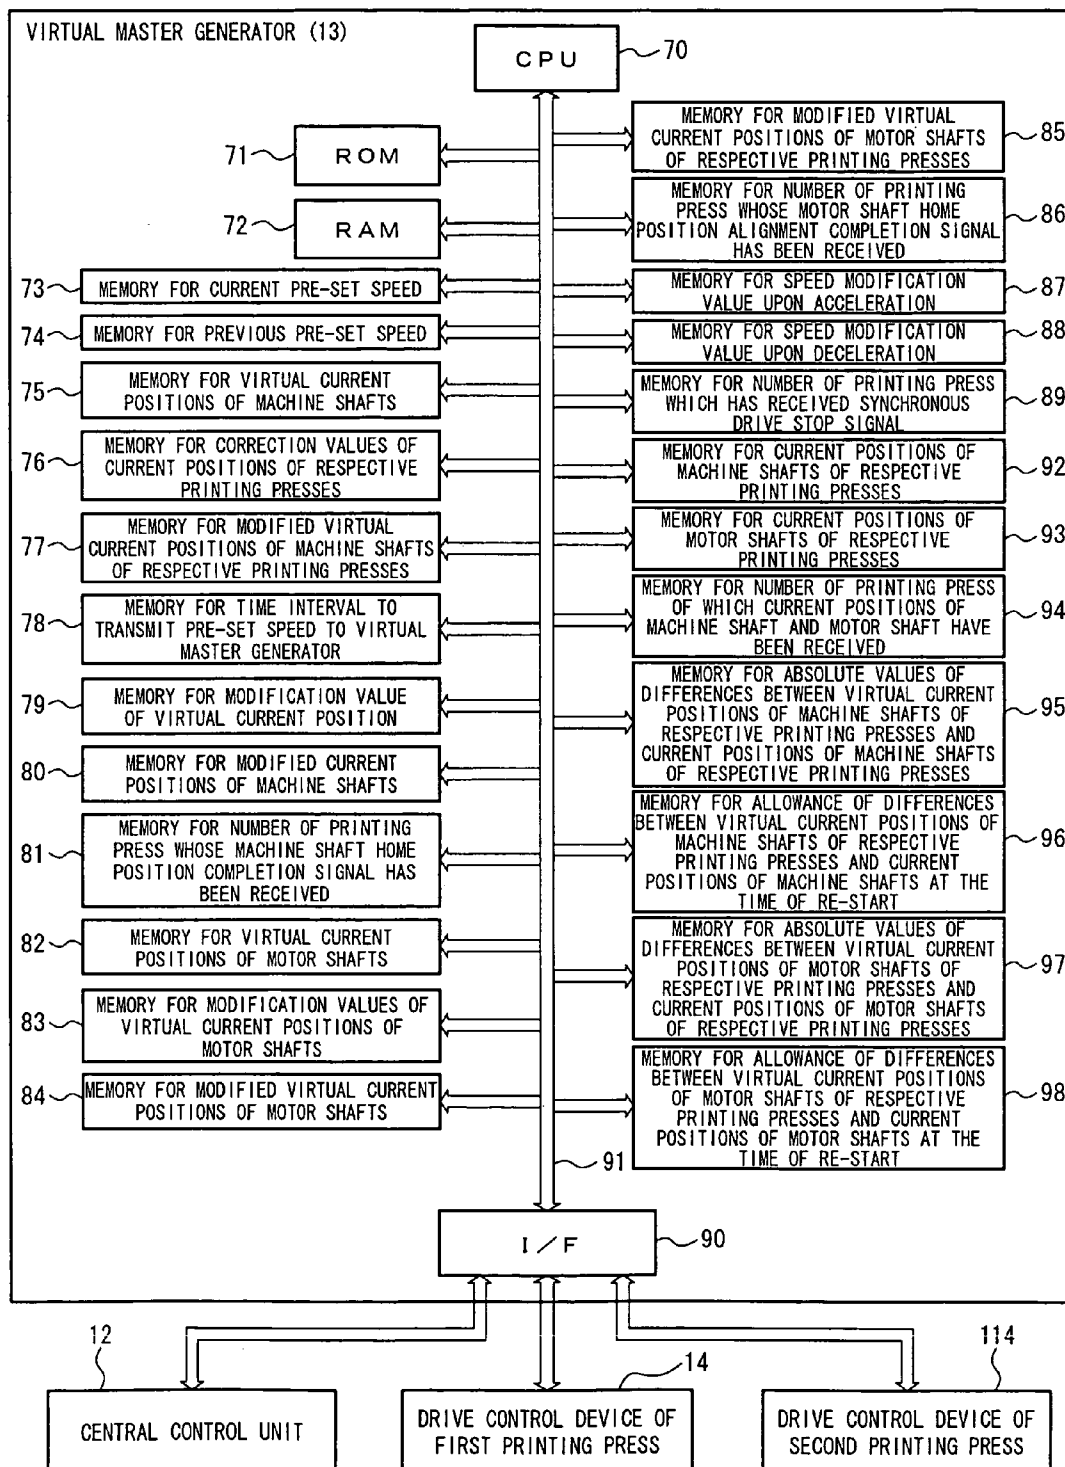 VIRTUAL MASTER GENERATOR (13)
CPU
70
71
ROM
72
RAM
73
MEMORY FOR CURRENT PRE-SET SPEED
74
MEMORY FOR PREVIOUS PRE-SET SPEED
75
MEMORY FOR VIRTUAL CURRENT
POSITIONS OF MACHINE SHAFTS
76
MEMORY FOR CORRECTION VALUES OF
CURRENT POSITIONS OF RESPECTIVE
PRINTING PRESSES
77
MEMORY FOR MODIFIED VIRTUAL
CURRENT POSITIONS OF MACHINE SHAFTS
OF RESPECTIVE PRINTING PRESSES
78
MEMORY FOR TIME INTERVAL TO
TRANSMIT PRE-SET SPEED TO VIRTUAL
MASTER GENERATOR
79
MEMORY FOR MODIFICATION VALUE
OF VIRTUAL CURRENT POSITION
80
MEMORY FOR MODIFIED CURRENT
POSITIONS OF MACHINE SHAFTS
81
MEMORY FOR NUMBER OF PRINTING
PRESS WHOSE MACHINE SHAFT HOME
POSITION COMPLETION SIGNAL HAS
BEEN RECEIVED
82
MEMORY FOR VIRTUAL CURRENT
POSITIONS OF MOTOR SHAFTS
83
MEMORY FOR MODIFICATION VALUES OF
VIRTUAL CURRENT POSITIONS OF
MOTOR SHAFTS
84
MEMORY FOR MODIFIED VIRTUAL CURRENT
POSITIONS OF MOTOR SHAFTS
MEMORY FOR MODIFIED VIRTUAL
CURRENT POSITIONS OF MOTOR SHAFTS
OF RESPECTIVE PRINTING PRESSES
85
MEMORY FOR NUMBER OF PRINTING
PRESS WHOSE MOTOR SHAFT HOME
POSITION ALIGNMENT COMPLETION SIGNAL
HAS BEEN RECEIVED
86
MEMORY FOR SPEED MODIFICATION
VALUE UPON ACCELERATION
87
MEMORY FOR SPEED MODIFICATION
VALUE UPON DECELERATION
88
MEMORY FOR NUMBER OF PRINTING PRESS
WHICH HAS RECEIVED SYNCHRONOUS
DRIVE STOP SIGNAL
89
MEMORY FOR CURRENT POSITIONS OF
MACHINE SHAFTS OF RESPECTIVE
PRINTING PRESSES
92
MEMORY FOR CURRENT POSITIONS OF
MOTOR SHAFTS OF RESPECTIVE
PRINTING PRESSES
93
MEMORY FOR NUMBER OF PRINTING PRESS
OF WHICH CURRENT POSITIONS OF
MACHINE SHAFT AND MOTOR SHAFT HAVE
BEEN RECEIVED
94
MEMORY FOR ABSOLUTE VALUES OF
DIFFERENCES BETWEEN VIRTUAL CURRENT
POSITIONS OF MACHINE SHAFTS OF
RESPECTIVE PRINTING PRESSES AND
CURRENT POSITIONS OF MACHINE SHAFTS
OF RESPECTIVE PRINTING PRESSES
95
MEMORY FOR ALLOWANCE OF DIFFERENCES
BETWEEN VIRTUAL CURRENT POSITIONS OF
MACHINE SHAFTS OF RESPECTIVE
PRINTING PRESSES AND CURRENT
POSITIONS OF MACHINE SHAFTS AT THE
TIME OF RE-START
96
MEMORY FOR ABSOLUTE VALUES OF
DIFFERENCES BETWEEN VIRTUAL CURRENT
POSITIONS OF MOTOR SHAFTS OF
RESPECTIVE PRINTING PRESSES AND
CURRENT POSITIONS OF MOTOR SHAFTS
OF RESPECTIVE PRINTING PRESSES
97
MEMORY FOR ALLOWANCE OF DIFFERENCES
BETWEEN VIRTUAL CURRENT POSITIONS
OF MOTOR SHAFTS OF RESPECTIVE
PRINTING PRESSES AND CURRENT
POSITIONS OF MOTOR SHAFTS AT THE
TIME OF RE-START
98
91
I/F
90
12
CENTRAL CONTROL UNIT
14
DRIVE CONTROL DEVICE OF
FIRST PRINTING PRESS
114
DRIVE CONTROL DEVICE OF
SECOND PRINTING PRESS